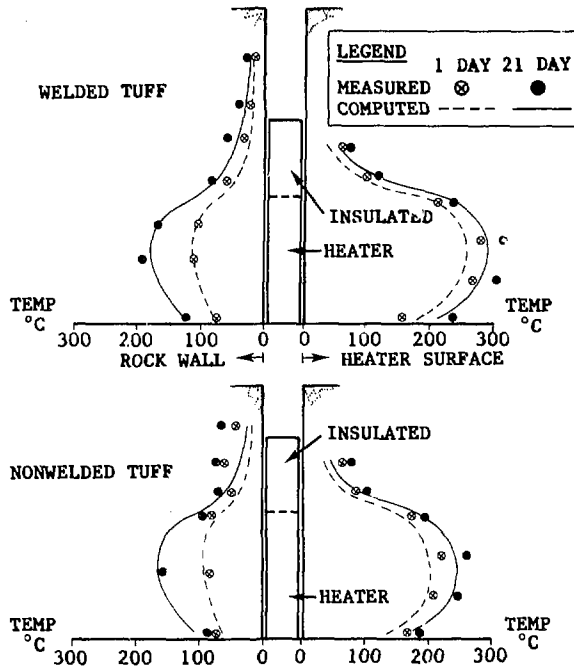 LEGEND
1 DAY 21 DAY
MEASURED
COMPUTED
WELDED TUFF
INSULATED
HEATER
TEMP
°C
TEMP
°C
300 200 100 0 0 100 200 300
ROCK WALL HEATER SURFACE
NONWELDED TUFF
INSULATED
HEATER
TEMP
°C
TEMP
°C
300 200 100 0 0 100 200 300